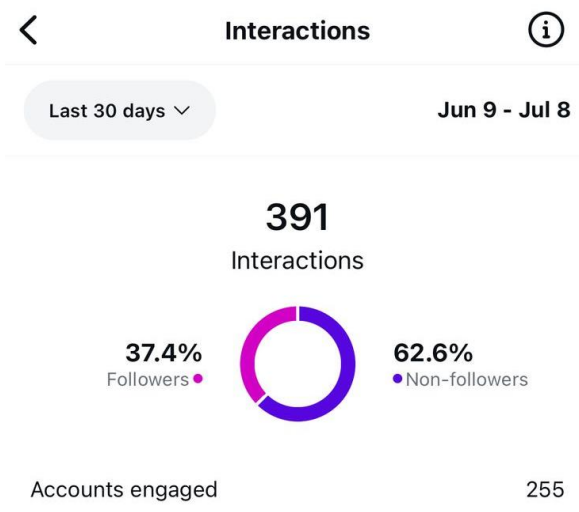 Interactions
Last 30 days
Jun 9 - Jul 8
391
Interactions
37.4%
Followers
62.6%
Non-followers
Accounts engaged 255